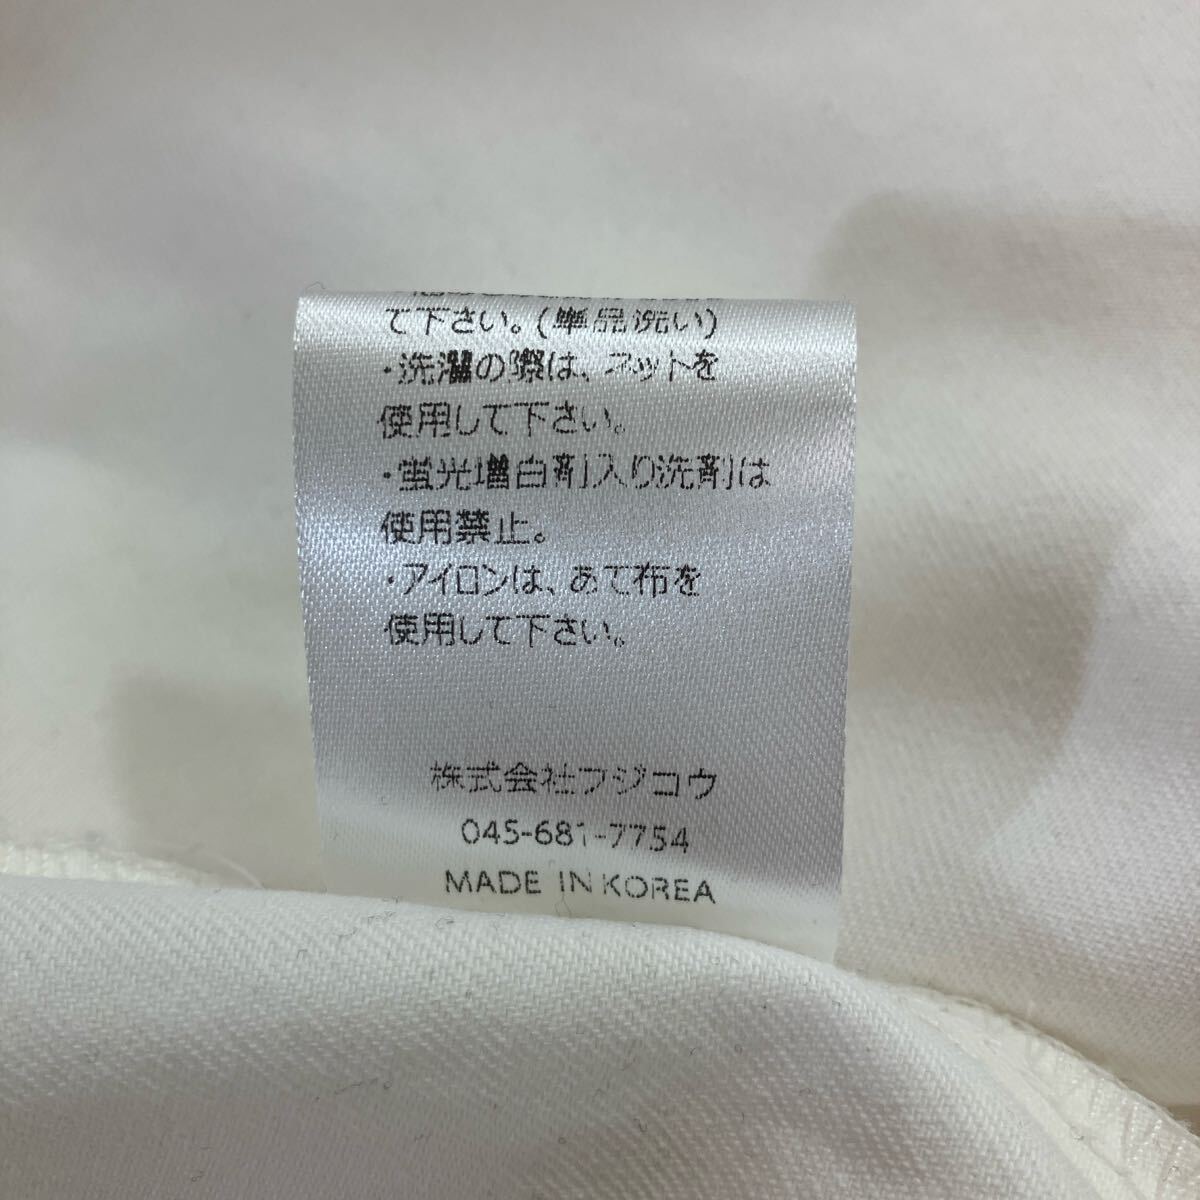 て下さい。(単品洗い)
・洗濯の際は、ネットを
使用して下さい。
・蛍光増白剤入り洗剤は
使用禁止。
・アイロンは、あて布を
使用して下さい。
株式会社フジコウ
045-681-7754
MADE IN KOREA